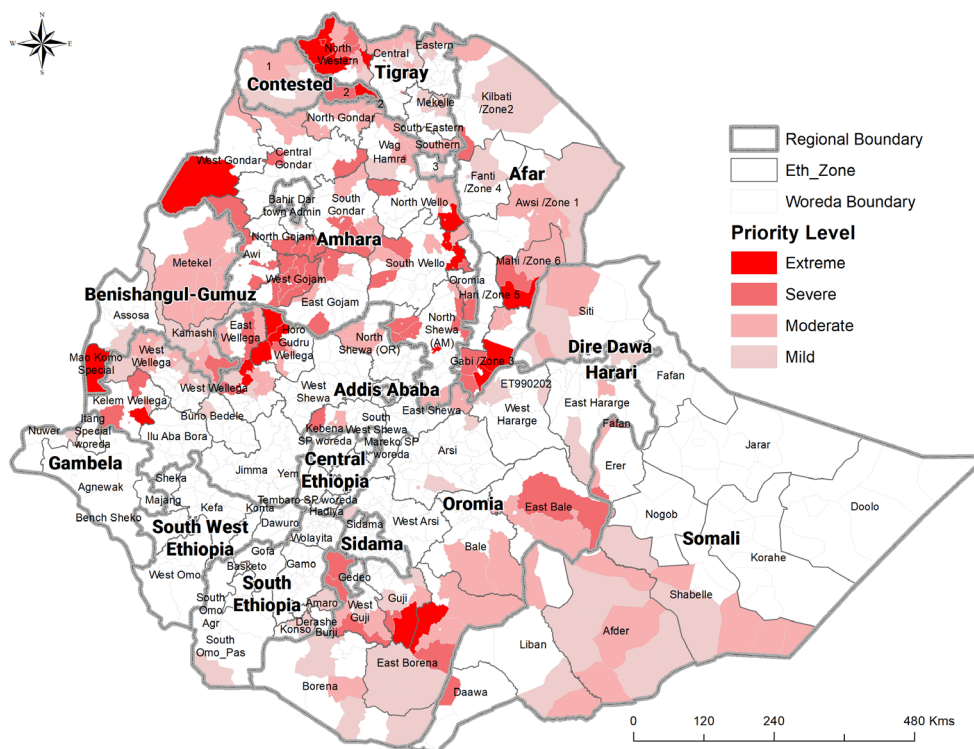 N
W
E
S
North
Western
Central
Eastern
1
Contested
Tigray
2
2
Mekelle
Kilbati
/Zone2
North Gondar
South Eastern
Southern
Wag
Hamra
3
West Gondar
Central
Gondar
Fanti
/Zone 4
Afar
Bahir Dar
town Admin
South
Gondar
North Wello
Awsi /Zone 1
North Gojam
Amhara
Awi
Metekel
South Wello
Mahi /Zone 6
West Gojam
Oromia
Hari /Zone 5
Benishangul-Gumuz
East Gojam
Assosa
Kamashi
East
Wellega
Horo
Gudru
Wellega
North
Shewa (OR)
North
Shewa
(AM)
Siti
Mao Komo
Special
West
Wellega
Gabi /Zone 3
Dire Dawa
Harari
West Wellega
West
Shewa
Addis Ababa
ET990202
Fafan
Kelem Wellega
Buno Bedele
East Shewa
West
Hararge
East Hararge
Itang
Special
woreda
Nuwer
Kebena
SP woreda
South
West Shewa
Mareko SP
woreda
Fafan
Ilu Aba Bora
Arsi
Jarar
Gambela
Central
Ethiopia
Erer
Jimma
Yem
Agnewak
Sheka
Majang
Tembaro SP woreda
Hadiya
Kefa
Konta
Oromia
East Bale
Nogob
Doolo
Bench Sheko
South West
Ethiopia
Dawuro
Sidama
West Arsi
Wolayita
Sidama
Somali
Korahe
Gofa
Bale
West Omo
Basketo
Gamo
Gedeo
South
Ethiopia
South
Omo
Agr
Amaro
West
Guji
Guji
Shabelle
Derashe
Konso
Burji
Afder
South
Omo_Pas
Liban
East Borena
Borena
Daawa
Regional Boundary
Eth_Zone
Woreda Boundary
Priority Level
Extreme
Severe
Moderate
Mild
0
120
240
480 Kms